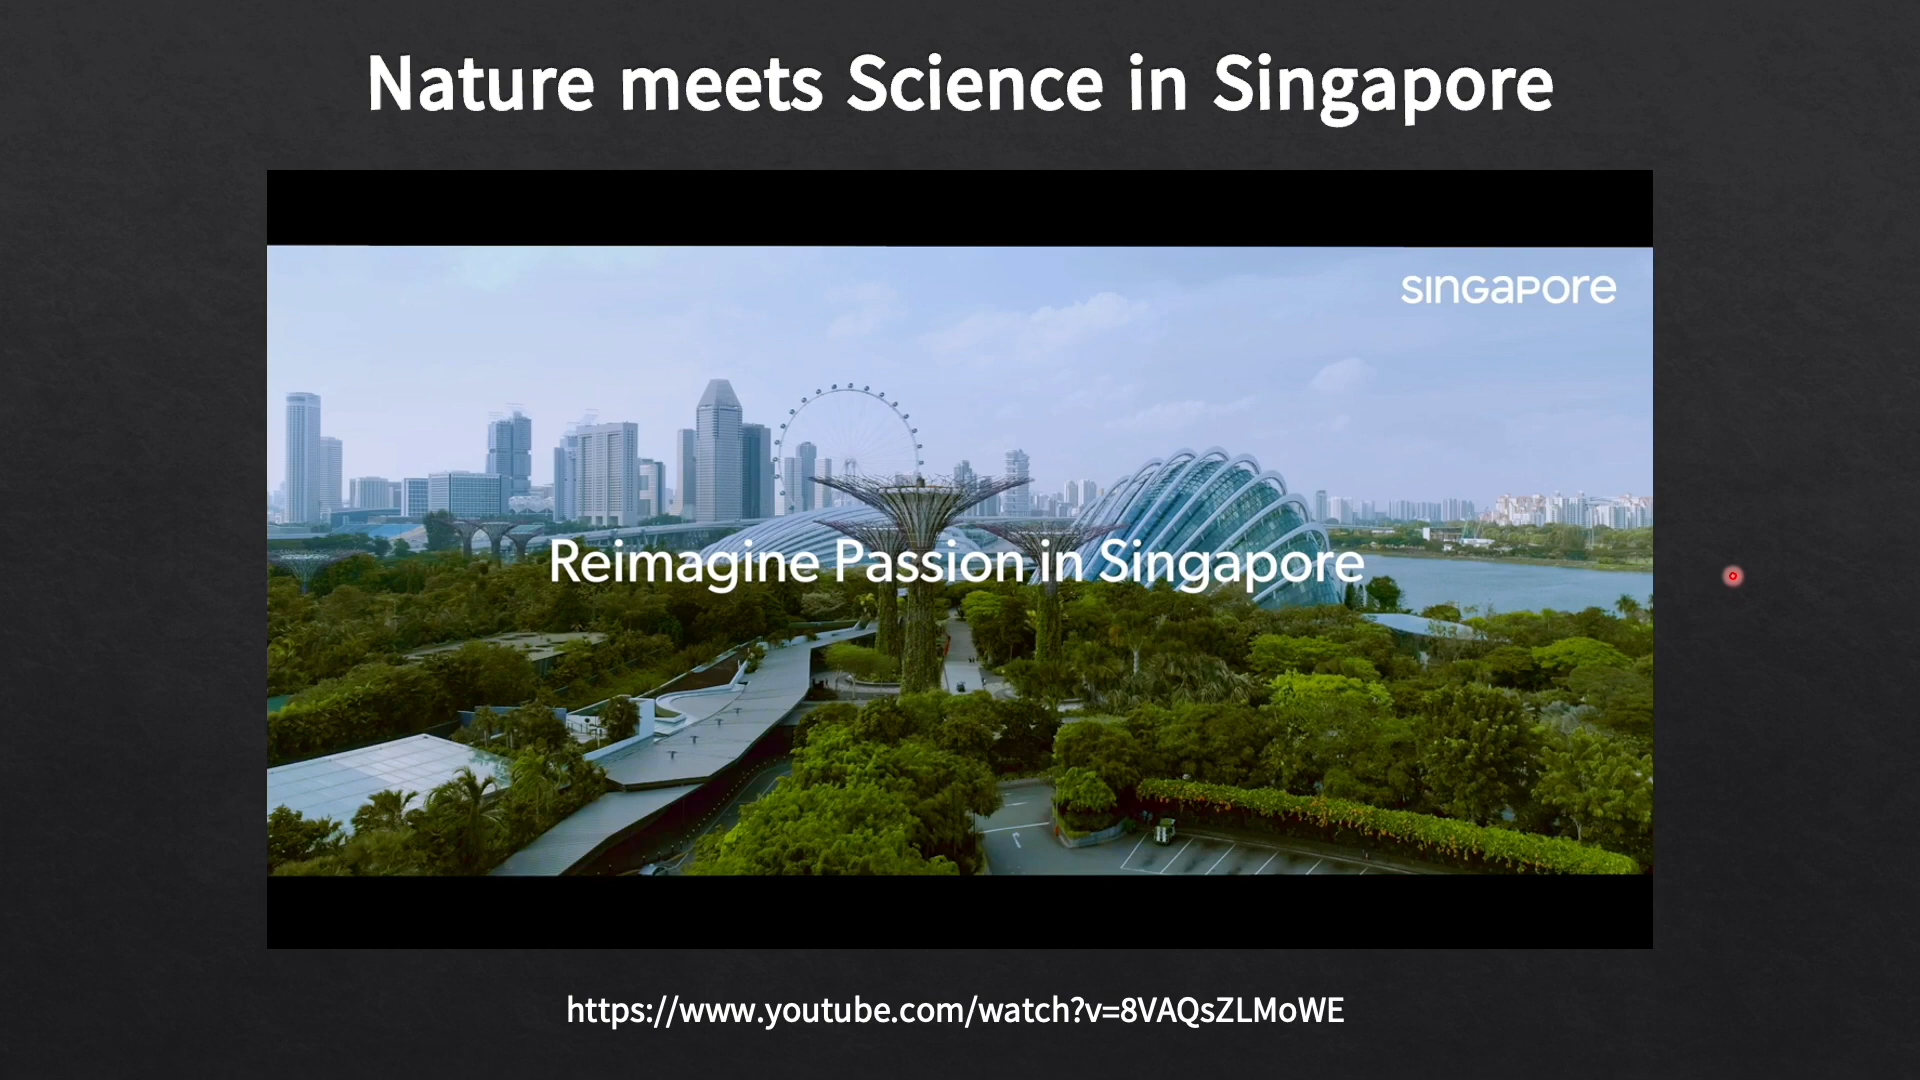 Nature meets Science in Singapore
SINGAPORE
Reimagine Passion in Singapore
https://www.youtube.com/watch?v=8VAQsZLMoWE